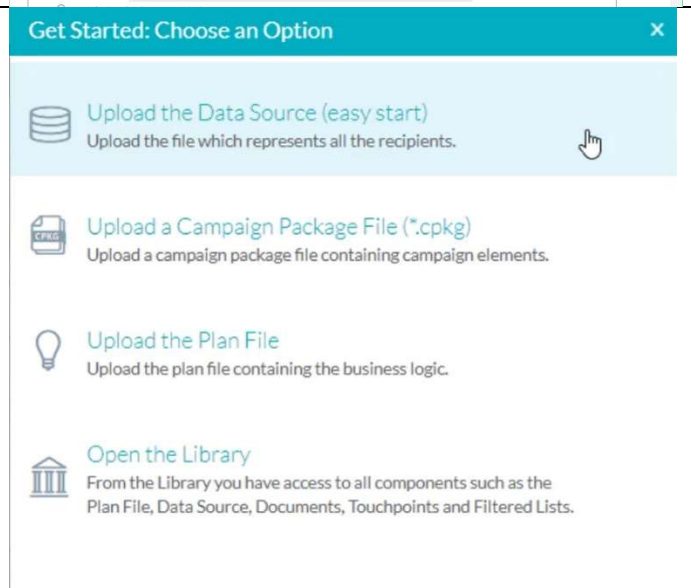 Get Started: Choose an Option
x
Upload the Data Source (easy start)
Upload the file which represents all the recipients.
CPKG
Upload a Campaign Package File (*.cpkg)
Upload a campaign package file containing campaign elements.
Upload the Plan File
Upload the plan file containing the business logic.
Open the Library
From the Library you have access to all components such as the
Plan File, Data Source, Documents, Touchpoints and Filtered Lists.